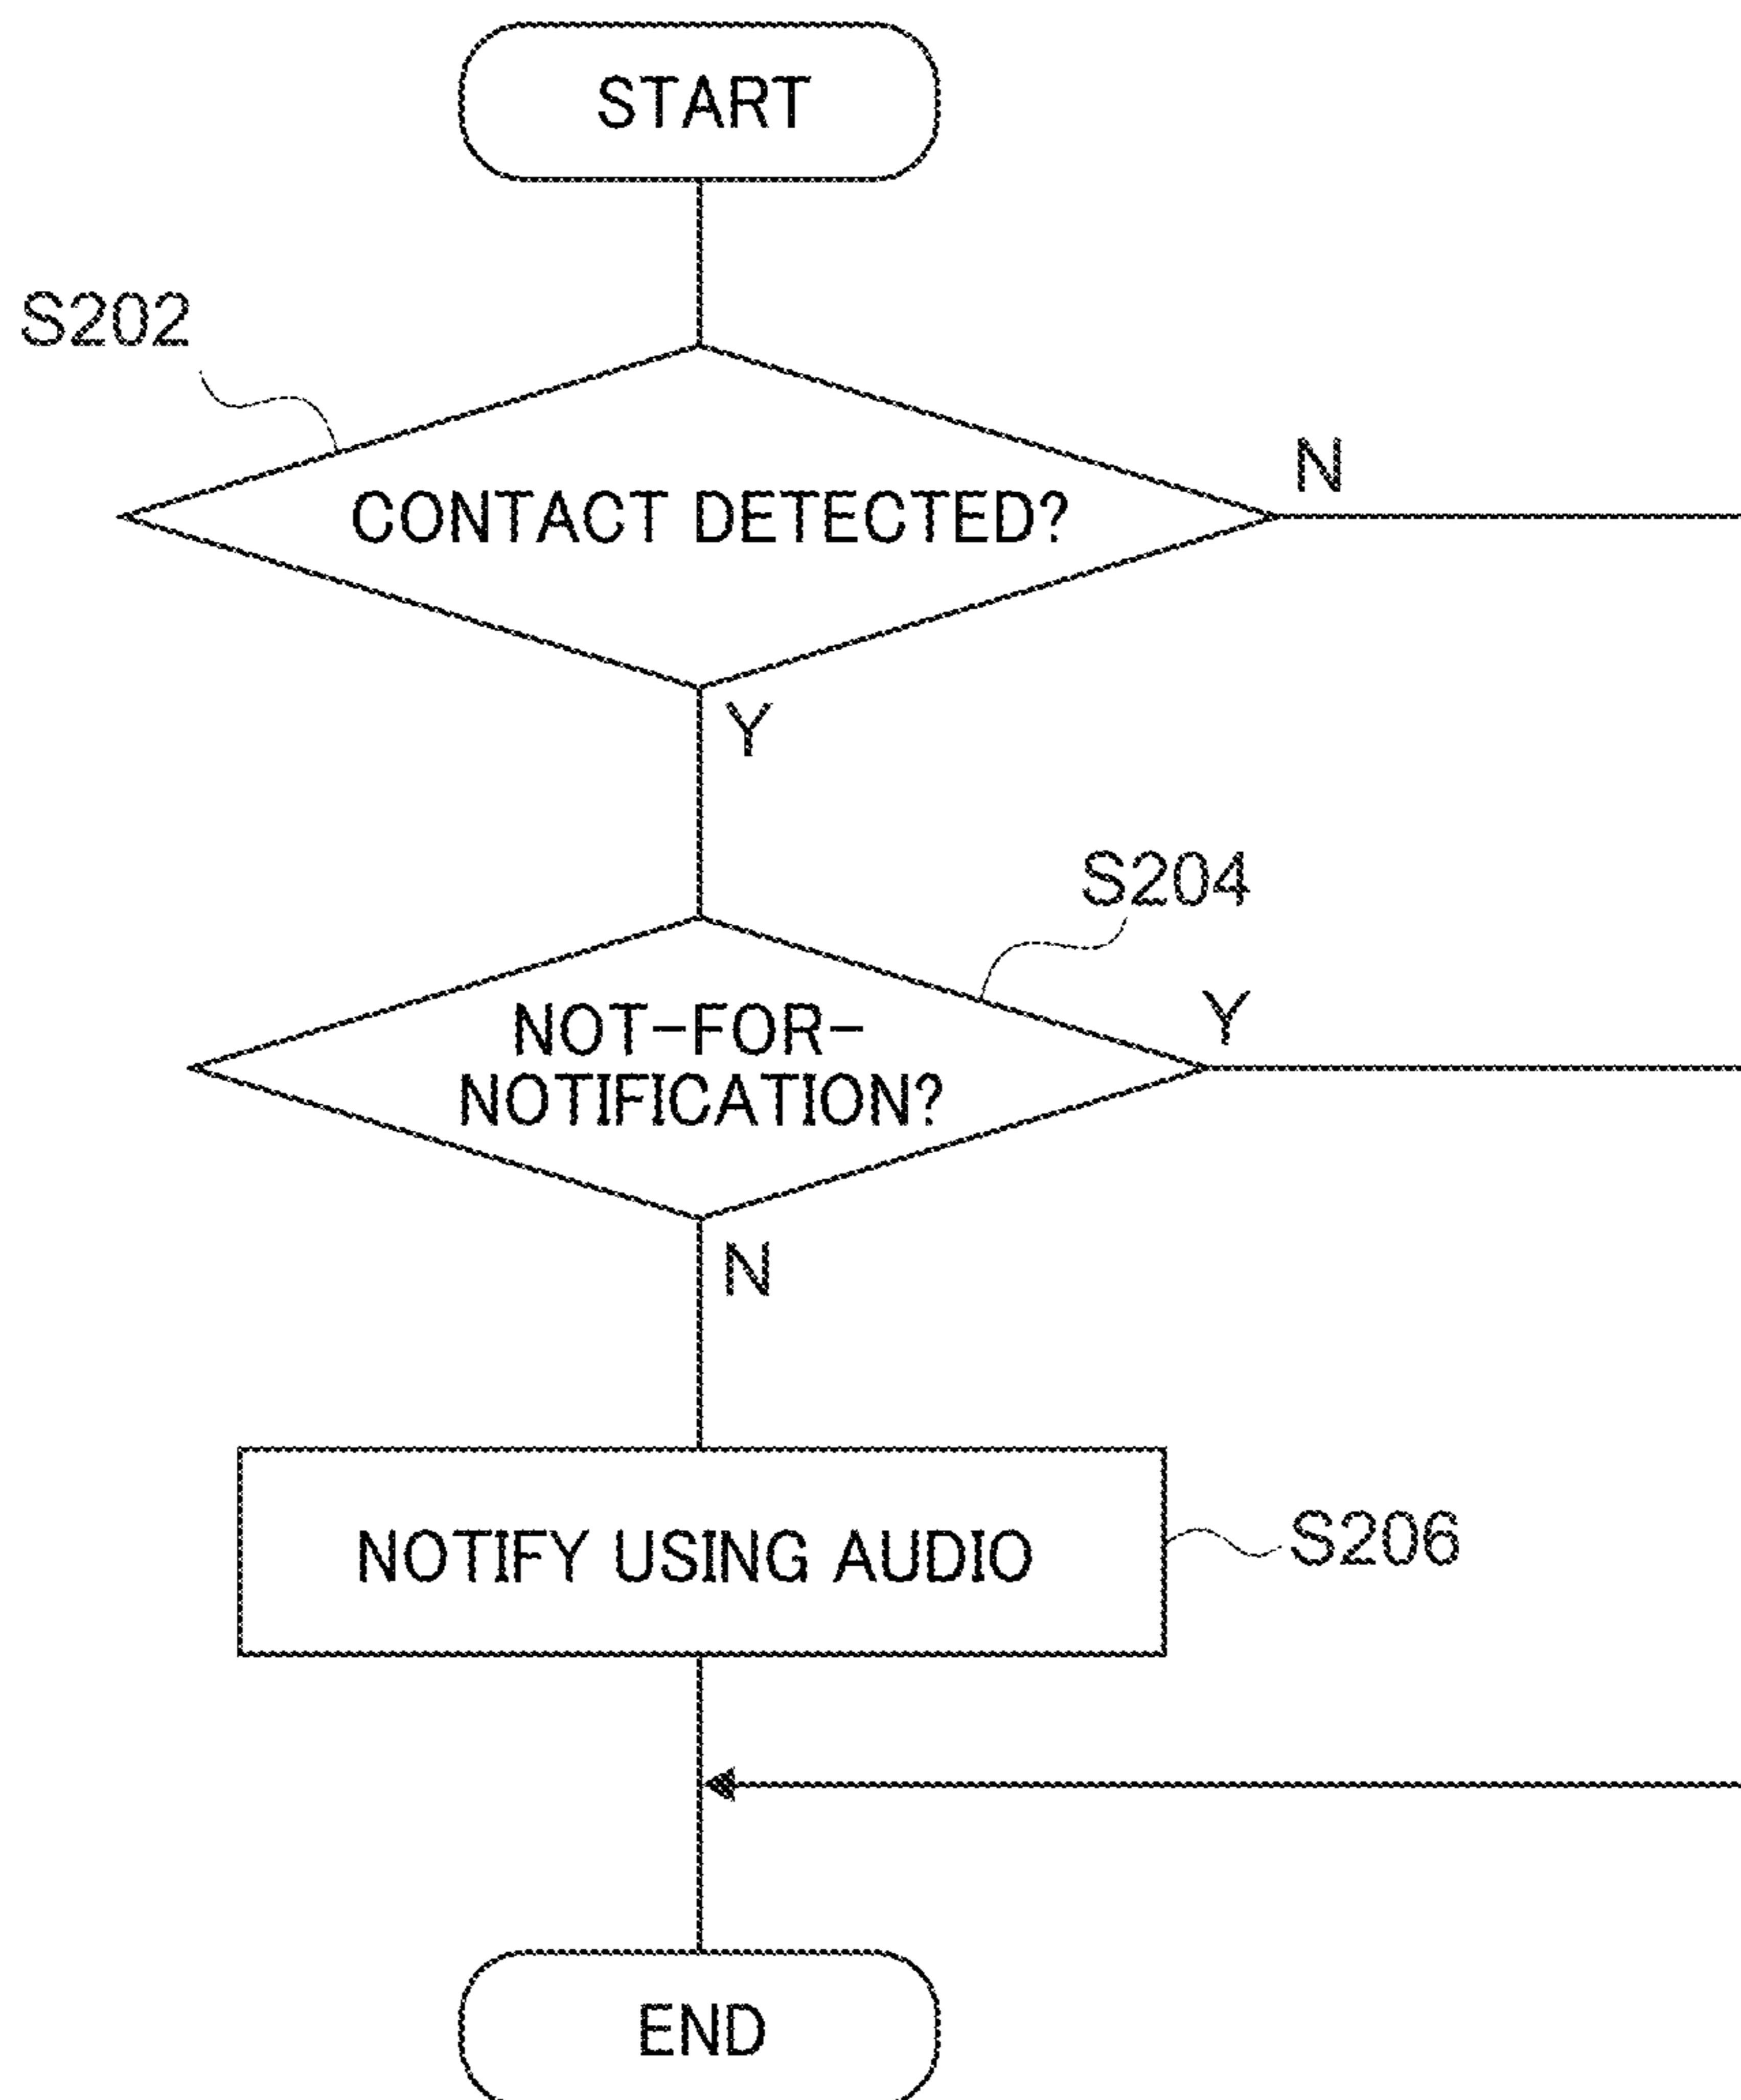 START
S202
CONTACT DETECTED?
N
Y
S204
NOT-FOR-
NOTIFICATION?
Y
N
NOTIFY USING AUDIO
S206
END